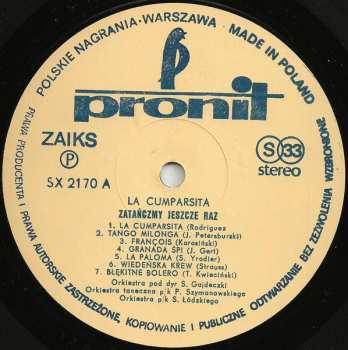 POLSKIE NAGRANIA·WARSZAWA
MADE IN POLAND
pronit
ZAIKS
P
SX 2170 A
S 33
stereo
LA CUMPARSITA
ZATAŃCZMY JESZCZE RAZ
1. LA CUMPARSITA (Rodriguez
2. TANGO MILONGA (J. Petersburski)
3. FRANÇOIS (Karasiński)
4. GRANADA ŚPI (J. Gert)
5. LA PALOMA (S. Yradier)
6. WIEDEŃSKA KREW (Strauss)
7. BŁĘKITNE BOLERO (T. Kwieciński)
Orkiestra pod dyr S. Gajdeczki
Orkiestra taneczna p/k P. Szymanowskiego
Orkiestra p/k S. Łódzkiego
PRAWA PRODUCENTA I PRAWA AUTORSKIE ZASTRZEŻONE, KOPIOWANIE I PUBLICZNE ODTWARZANIE BEZ ZEZWOLENIA WZBRONIONE